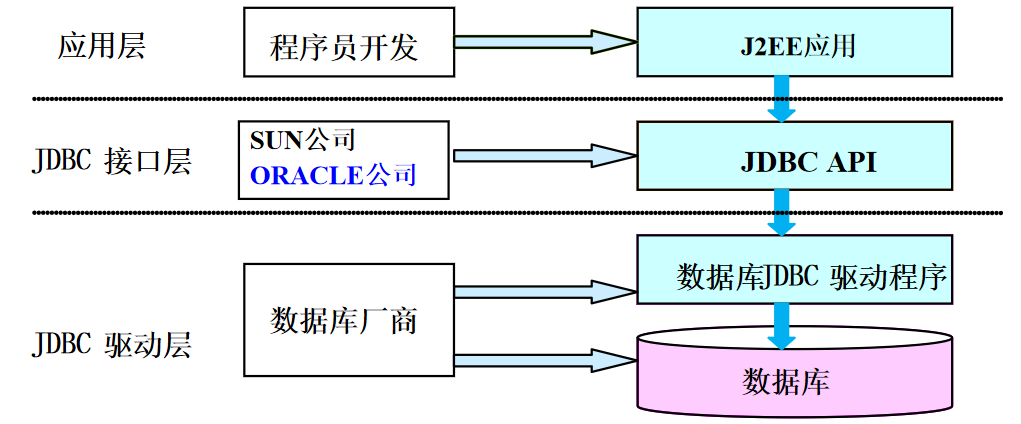 应用层
程序员开发
J2EE应用
JDBC 接口层
SUN公司
ORACLE公司
JDBC API
JDBC 驱动层
数据库厂商
数据库JDBC 驱动程序
数据库